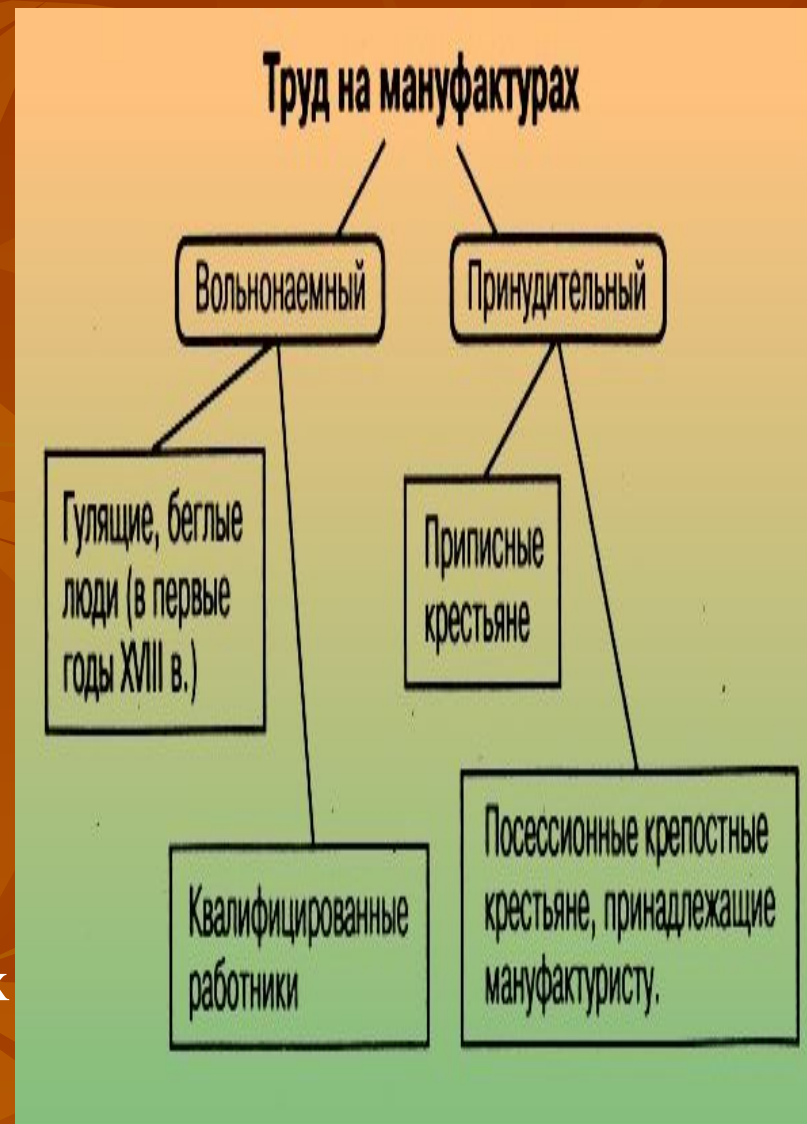 Труд на мануфактурах
Вольнонаемный
Принудительный
Гулящие, беглые
люди (в первые
годы XVIII в.)
Приписные
крестьяне
Квалифицированные
работники
Посессионные крепостные
крестьяне, принадлежащие
мануфактуристу.